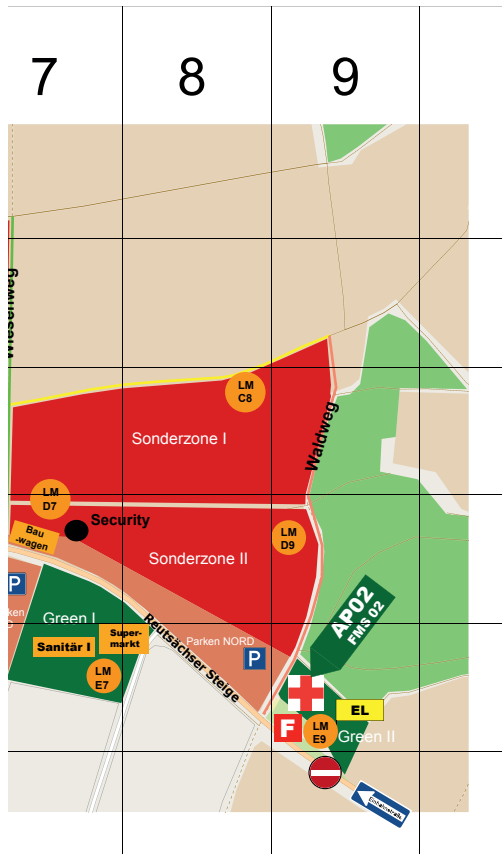 7
8
9
LM
C8
Sonderzone I
Waldweg
LM
D7
Bau
-wagen
Security
LM
D9
Sonderzone II
P
Green I
Super-
markt
Sanitär I
LM
E7
Reutsächser Steige
Parken NORD
P
AP02
FMS 02
EL
F
LM
E9
Green II
Einbahnstraße